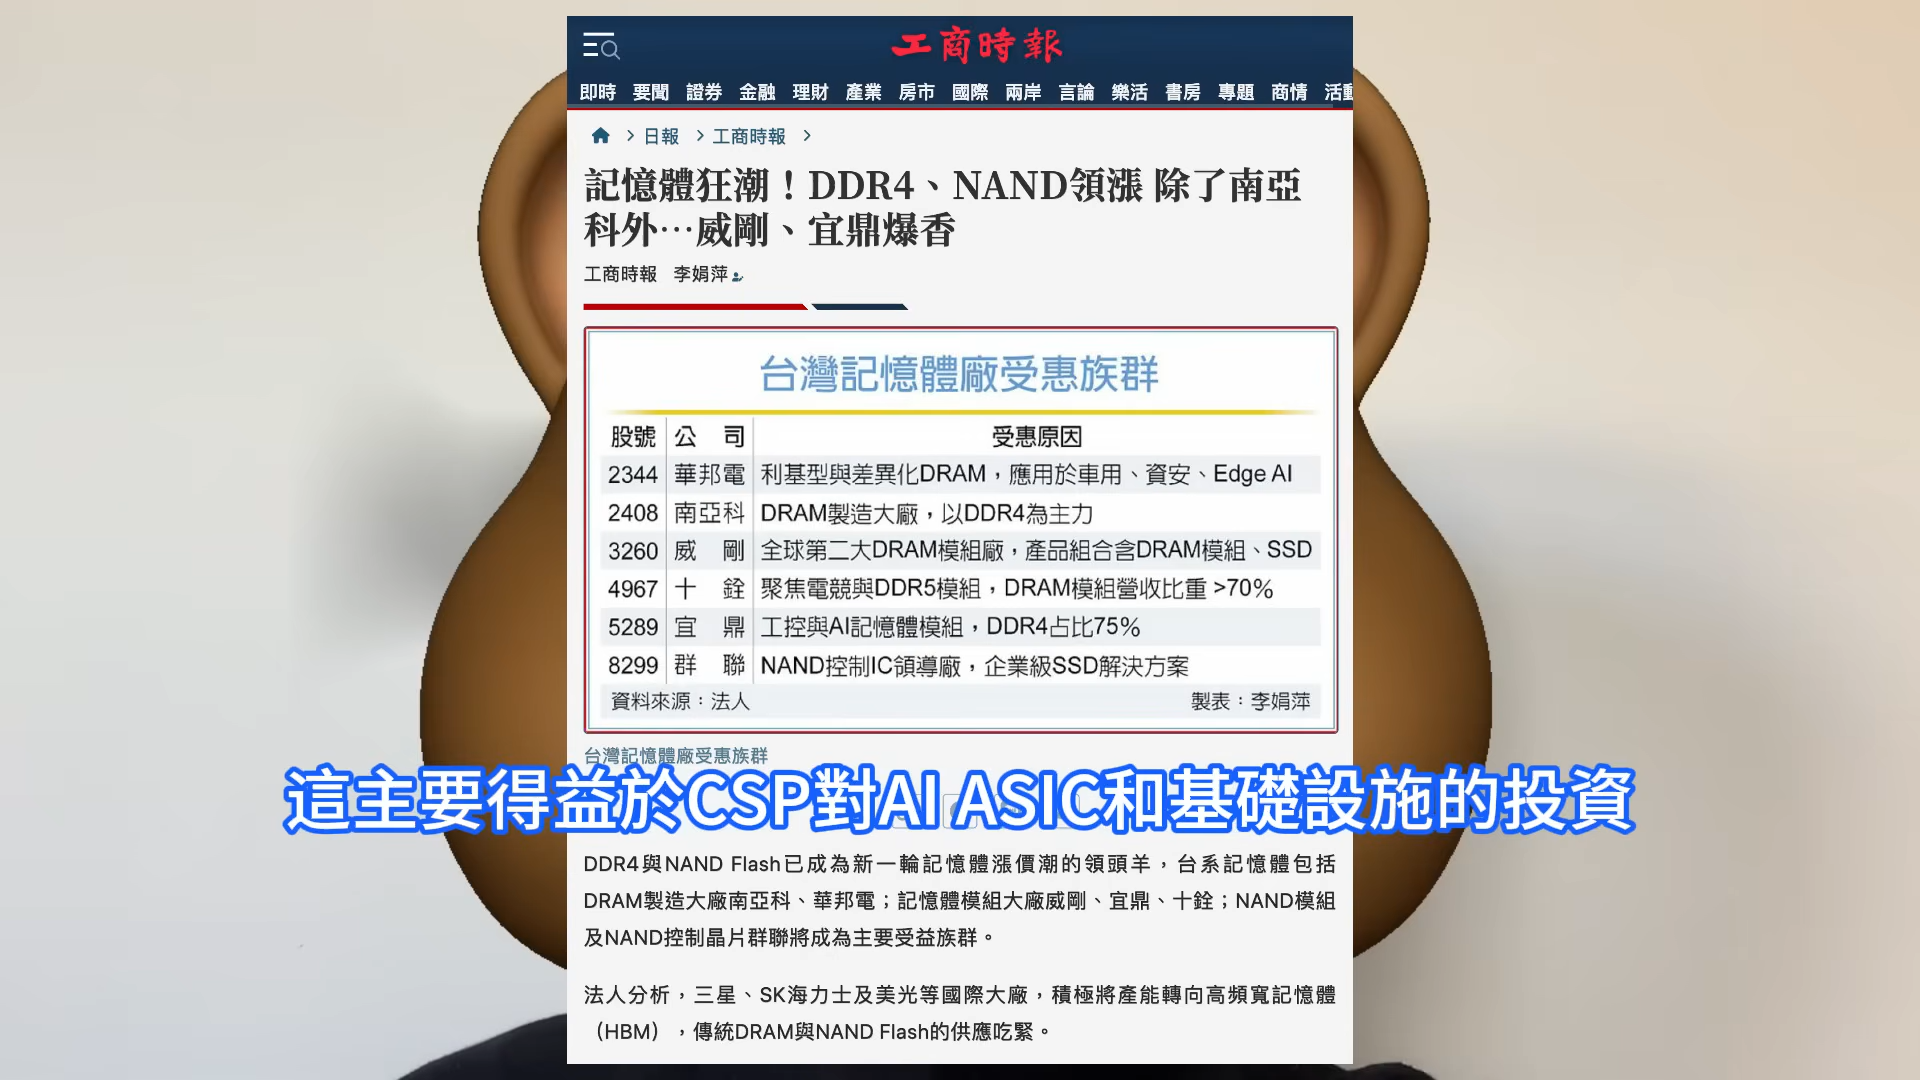 工商時報
即時 要聞 證券 金融 理財 產業 房市 國際 兩岸 言論 樂活 書房 專題 商情 活動
> 日報 > 工商時報 >
記憶體狂潮！DDR4、NAND領漲 除了南亞
科外…威剛、宜鼎爆香
工商時報 李娟萍
台灣記憶體廠受惠族群
股號 公司 受惠原因
2344 華邦電 利基型與差異化DRAM，應用於車用、資安、Edge AI
2408 南亞科 DRAM製造大廠，以DDR4為主力
3260 威剛 全球第二大DRAM模組廠，產品組合含DRAM模組、SSD
4967 十銓 聚焦電競與DDR5模組，DRAM模組營收比重 >70%
5289 宜鼎 工控與AI記憶體模組，DDR4占比75%
8299 群聯 NAND控制IC領導廠，企業級SSD解決方案
資料來源：法人 製表：李娟萍
台灣記憶體廠受惠族群
這主要得益於CSP對AI ASIC和基礎設施的投資
DDR4與NAND Flash已成為新一輪記憶體漲價潮的領頭羊，台系記憶體包括
DRAM製造大廠南亞科、華邦電；記憶體模組大廠威剛、宜鼎、十銓；NAND模組
及NAND控制晶片群聯將成為主要受益族群。
法人分析，三星、SK海力士及美光等國際大廠，積極將產能轉向高頻寬記憶體
（HBM），傳統DRAM與NAND Flash的供應吃緊。